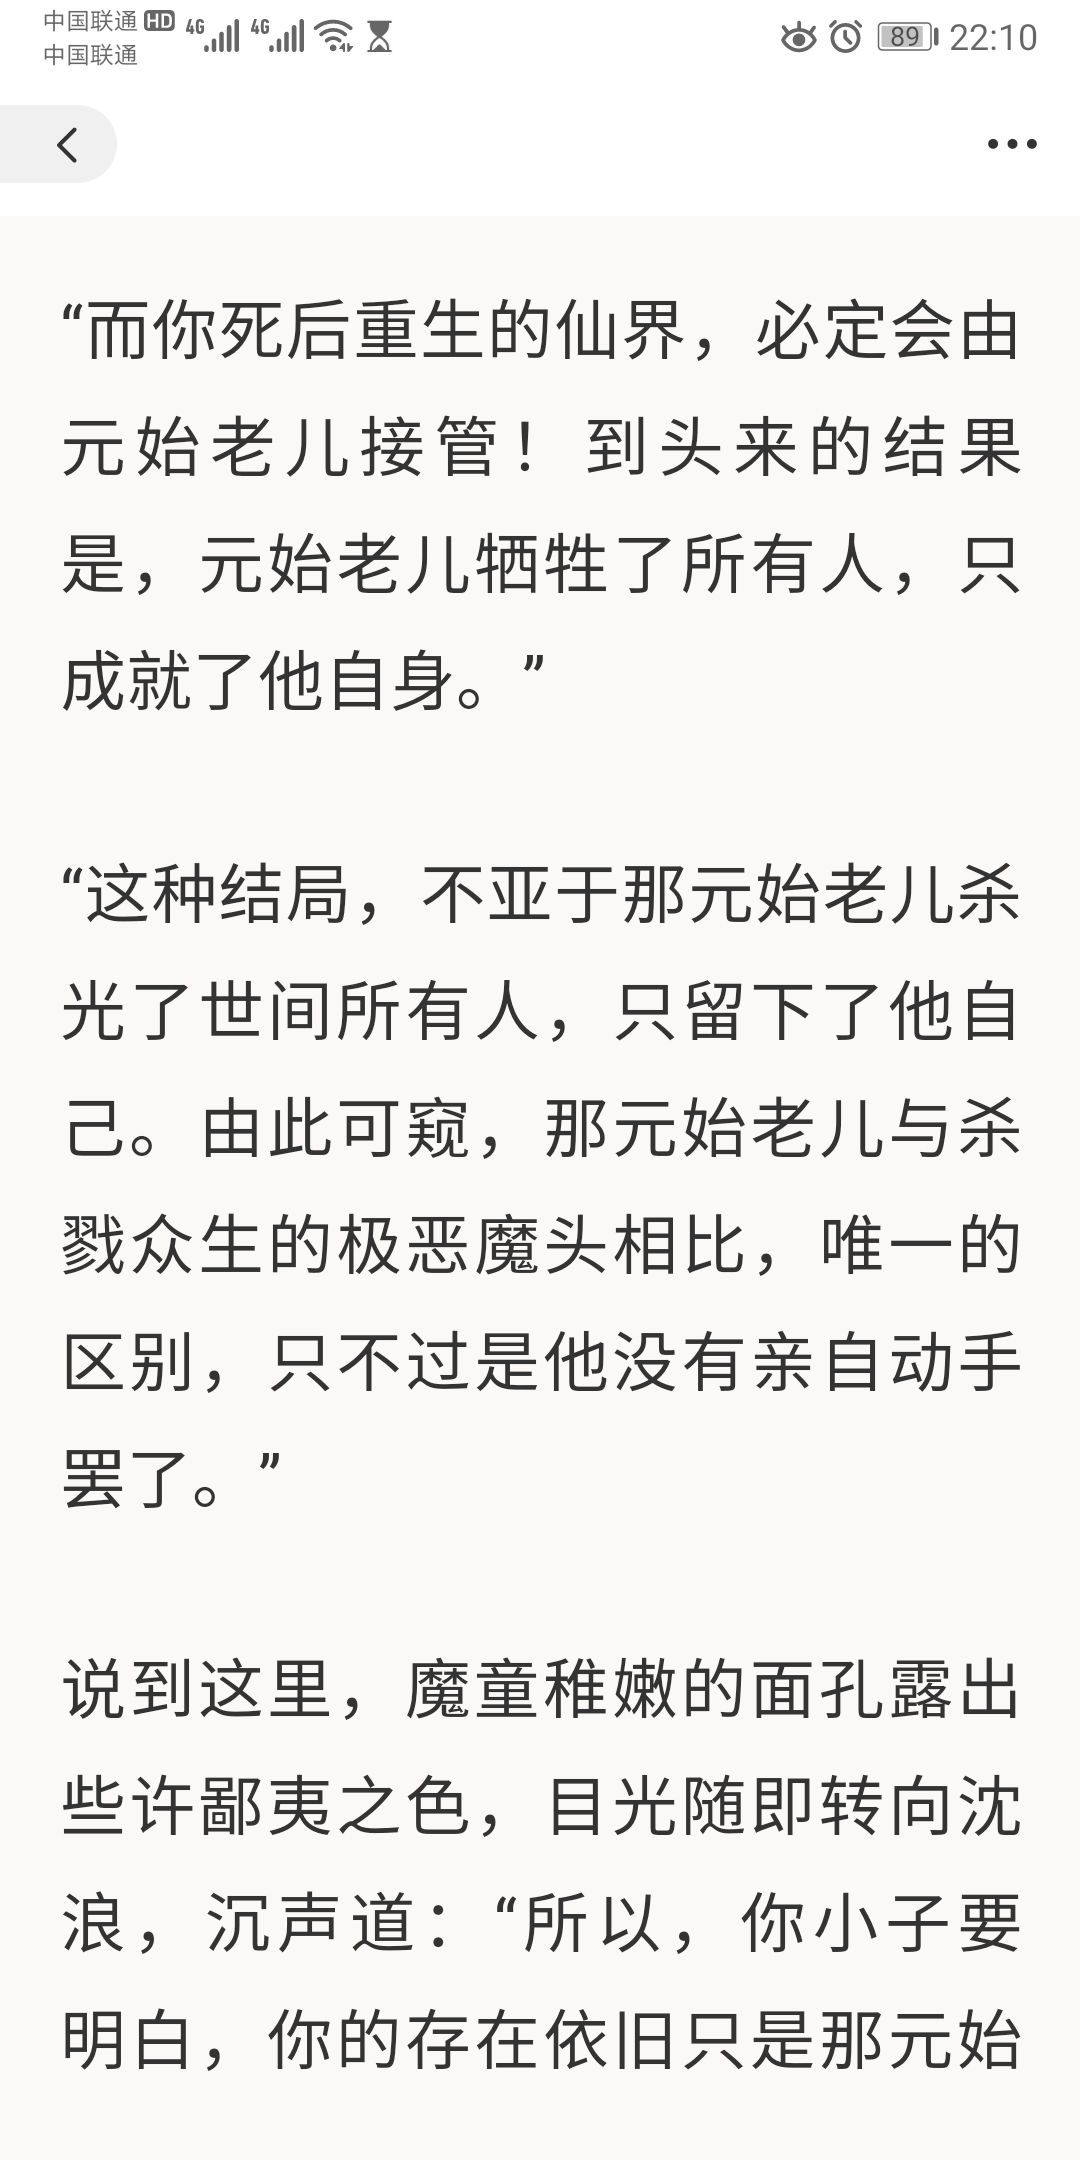 中国联通 HD 4G 4G 89 22:10
中国联通
“而你死后重生的仙界，必定会由
元始老儿接管！到头来的结果
是，元始老儿牺牲了所有人，只
成就了他自身。”
“这种结局，不亚于那元始老儿杀
光了世间所有人，只留下了他自
己。由此可窥，那元始老儿与杀
戮众生的极恶魔头相比，唯一的
区别，只不过是他没有亲自动手
罢了。”
说到这里，魔童稚嫩的面孔露出
些许鄙夷之色，目光随即转向沈
浪，沉声道：“所以，你小子要
明白，你的存在依旧只是那元始